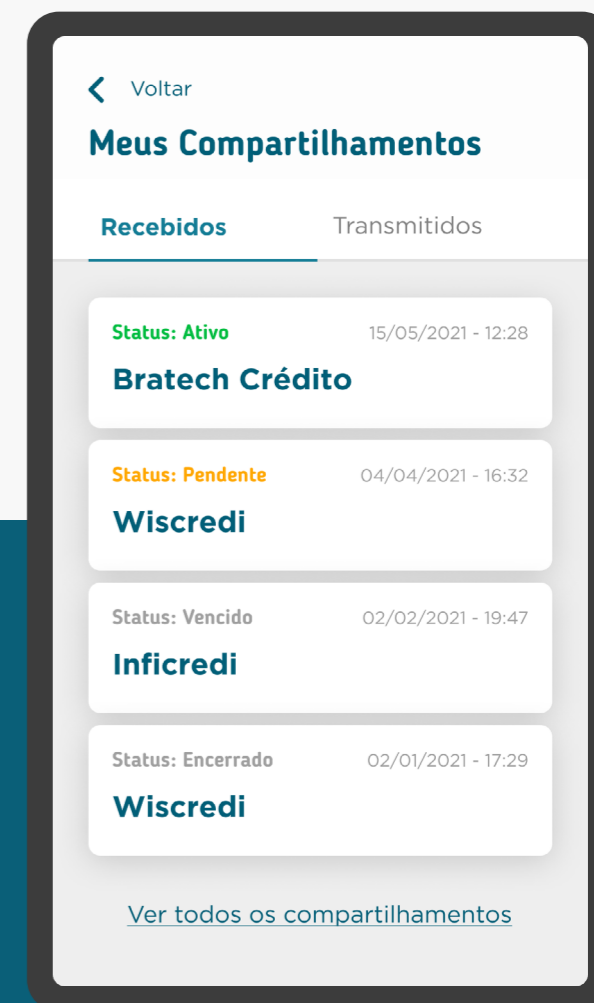 Voltar
Meus Compartilhamentos
Recebidos Transmitidos
Status: Ativo 15/05/2021 - 12:28
Bratech Crédito
Status: Pendente 04/04/2021 - 16:32
Wiscredi
Status: Vencido 02/02/2021 - 19:47
Inficredi
Status: Encerrado 02/01/2021 - 17:29
Wiscredi
Ver todos os compartilhamentos